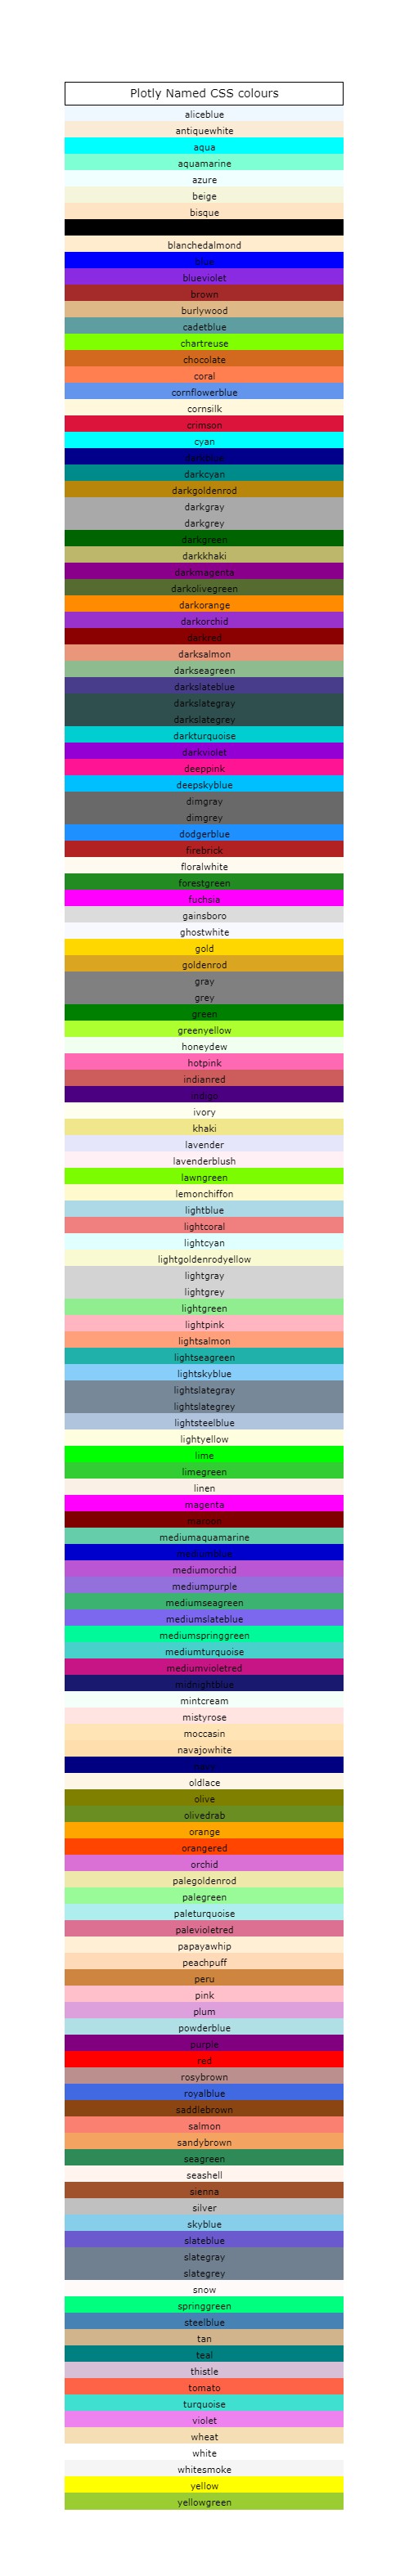 Plotly Named CSS colours
aliceblue
antiquewhite
aqua
aquamarine
azure
beige
bisque
blanchedalmond
blue
blueviolet
brown
burlywood
cadetblue
chartreuse
chocolate
coral
cornflowerblue
cornsilk
crimson
cyan
darkblue
darkcyan
darkgoldenrod
darkgray
darkgrey
darkgreen
darkkhaki
darkmagenta
darkolivegreen
darkorange
darkorchid
darkred
darksalmon
darkseagreen
darkslateblue
darkslategray
darkslategrey
darkturquoise
darkviolet
deeppink
deepskyblue
dimgray
dimgrey
dodgerblue
firebrick
floralwhite
forestgreen
fuchsia
gainsboro
ghostwhite
gold
goldenrod
gray
grey
green
greenyellow
honeydew
hotpink
indianred
indigo
ivory
khaki
lavender
lavenderblush
lawngreen
lemonchiffon
lightblue
lightcoral
lightcyan
lightgoldenrodyellow
lightgray
lightgrey
lightgreen
lightpink
lightsalmon
lightseagreen
lightskyblue
lightslategray
lightslategrey
lightsteelblue
lightyellow
lime
limegreen
linen
magenta
maroon
mediumaquamarine
mediumblue
mediumorchid
mediumpurple
mediumseagreen
mediumslateblue
mediumspringgreen
mediumturquoise
mediumvioletred
midnightblue
mintcream
mistyrose
moccasin
navajowhite
oldlace
olive
olivedrab
orange
orangered
orchid
palegoldenrod
palegreen
paleturquoise
palevioletred
papayawhip
peachpuff
peru
pink
plum
powderblue
purple
red
rosybrown
royalblue
saddlebrown
salmon
sandybrown
seagreen
seashell
sienna
silver
skyblue
slateblue
slategray
slategrey
snow
springgreen
steelblue
tan
teal
thistle
tomato
turquoise
violet
wheat
white
whitesmoke
yellow
yellowgreen